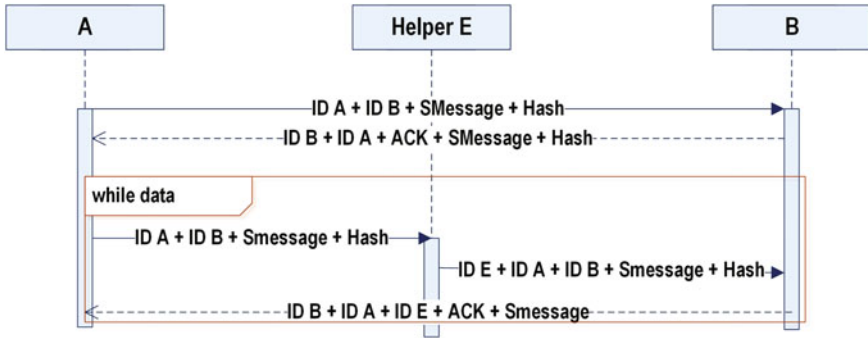 A
Helper E
B
ID A + ID B + SMessage + Hash
ID B + ID A + ACK + SMessage + Hash
while data
ID A + ID B + Smessage + Hash
ID E + ID A + ID B + Smessage + Hash
ID B + ID A + ID E + ACK + Smessage